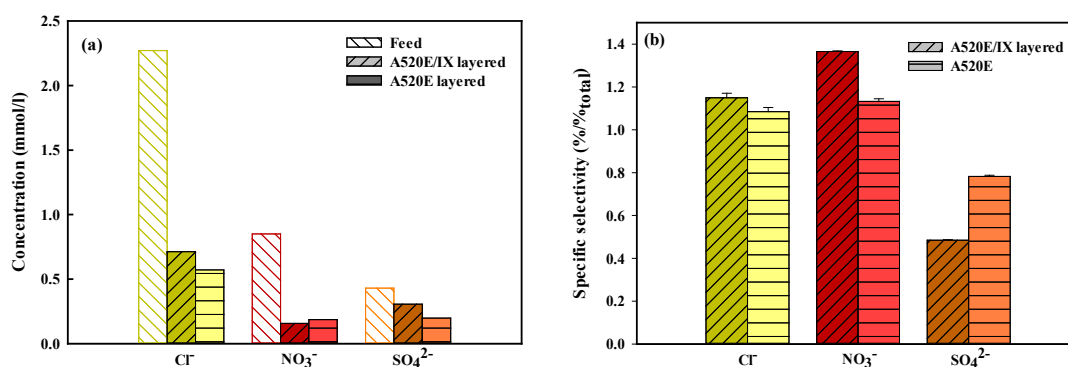 (a)
Feed
A520E/IX layered
A520E layered
Concentration (mmol/l)
2.5
2.0
1.5
1.0
0.5
0.0
Cl⁻
NO₃⁻
SO₄²⁻
(b)
A520E/IX layered
A520E
Specific selectivity (%/%total)
1.4
1.2
1.0
0.8
0.6
0.4
0.2
0.0
Cl⁻
NO₃⁻
SO₄²⁻